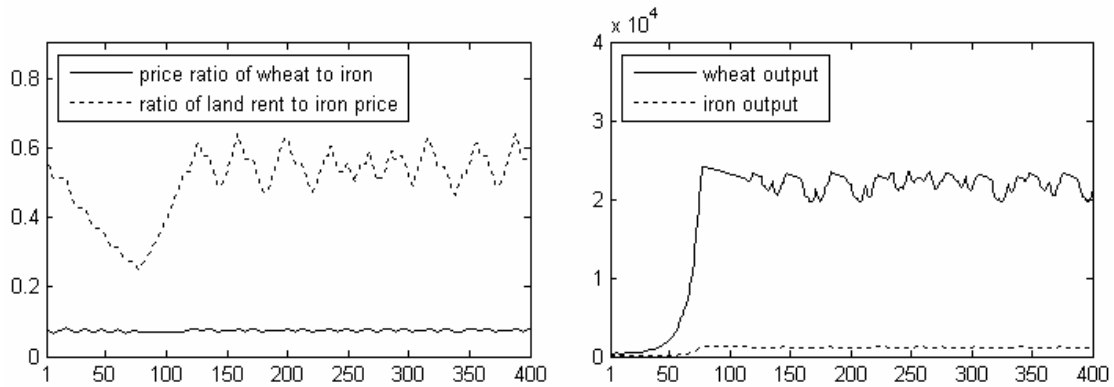 price ratio of wheat to iron
ratio of land rent to iron price
0.8
0.6
0.4
0.2
0
1 50 100 150 200 250 300 350 400
x 10^4
wheat output
iron output
4
3
2
1
0
1 50 100 150 200 250 300 350 400